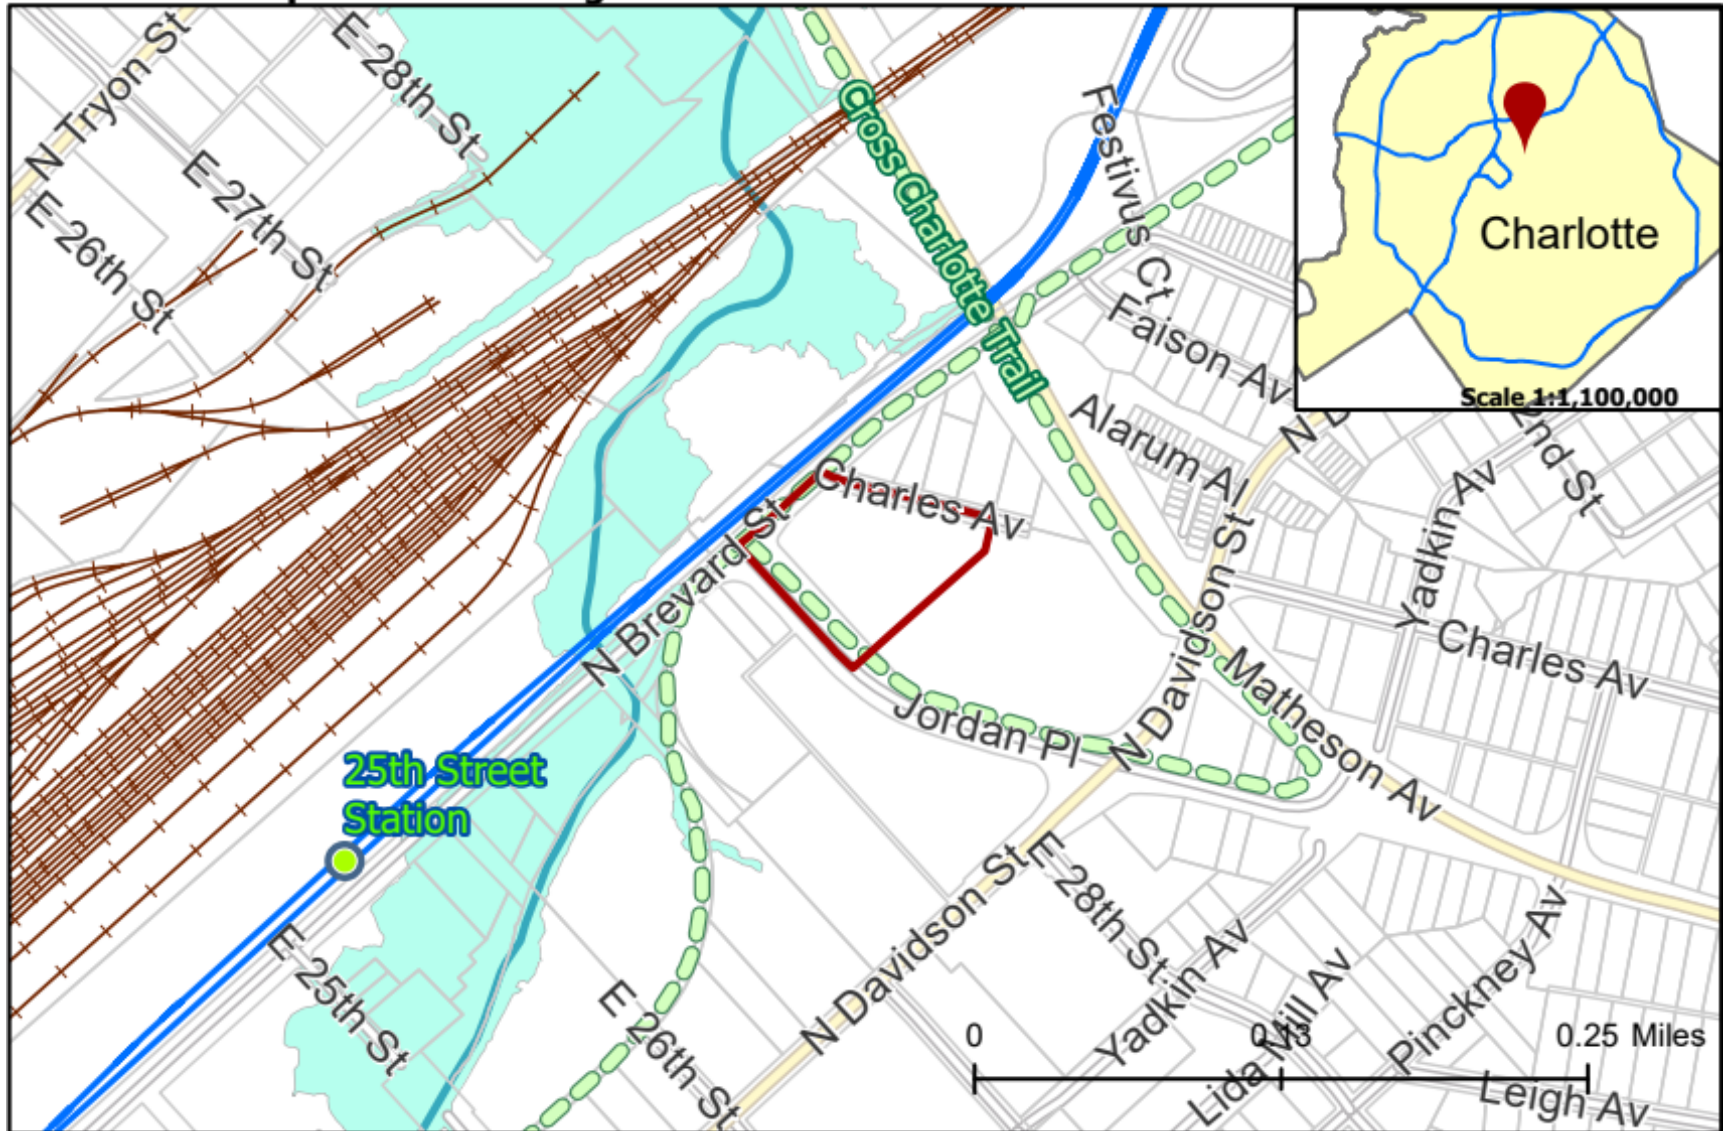 N Tryon St
E 28th St
E 27th St
E 26th St
Cross Charlotte Trail
Festivus Ct
Faison Av
Alarum Al
N D
2nd St
Charlotte
Scale 1:1,100,000
Charles Av
N Brevard St
Yadkin Av
N Davidson St
Charles Av
Matheson Av
Jordan Pl
25th Street
Station
E 25th St
E 26th St
N Davidson St
E 28th St
Yadkin Av
Lida Mill Av
Pinckney Av
Leigh Av
0 0.13 0.25 Miles